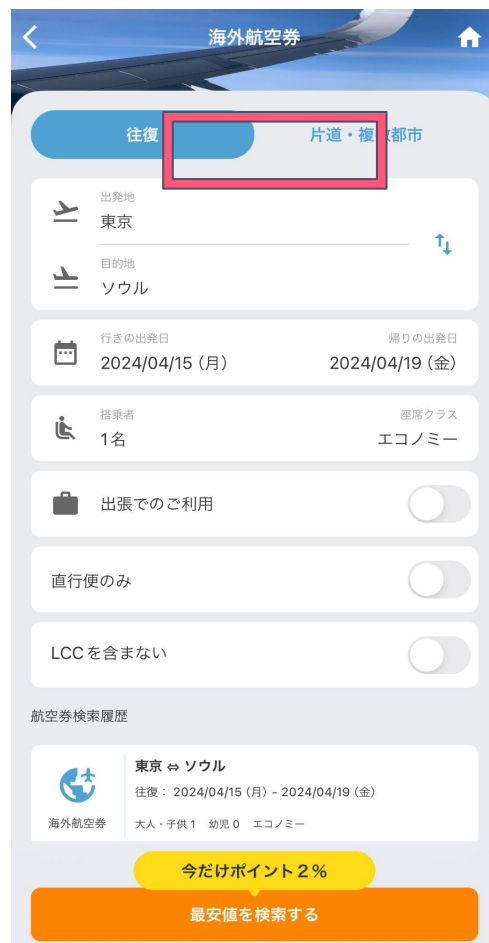 海外航空券
往復
片道・複数都市
出発地
東京
目的地
ソウル
行きの出発日 帰りの出発日
2024/04/15（月） 2024/04/19（金）
搭乗者 座席クラス
1名 エコノミー
出張でのご利用
直行便のみ
LCCを含まない
航空券検索履歴
東京 ⇔ ソウル
往復： 2024/04/15（月）- 2024/04/19（金）
海外航空券 大人・子供 1 幼児 0 エコノミー
今だけポイント２％
最安値を検索する